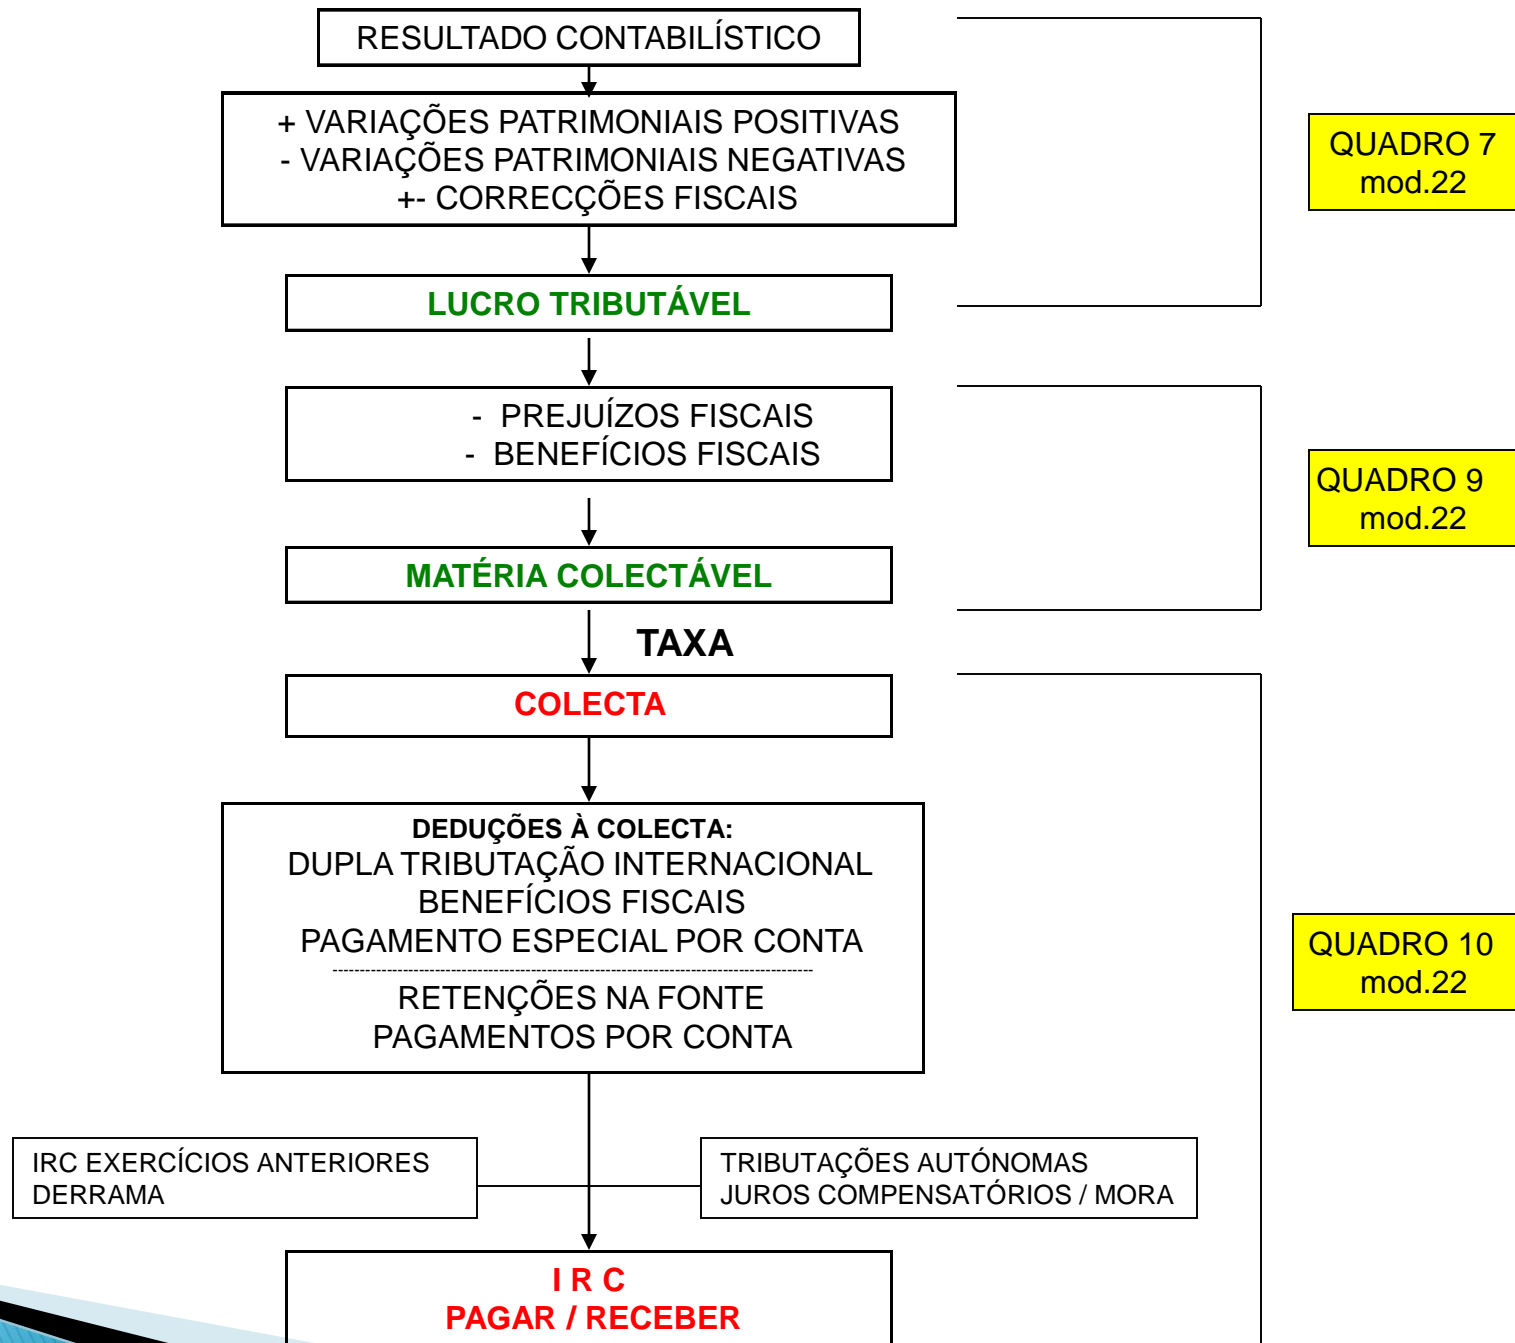 RESULTADO CONTABILÍSTICO
+ VARIAÇÕES PATRIMONIAIS POSITIVAS
- VARIAÇÕES PATRIMONIAIS NEGATIVAS
+- CORRECÇÕES FISCAIS
QUADRO 7
mod.22
LUCRO TRIBUTÁVEL
- PREJUÍZOS FISCAIS
- BENEFÍCIOS FISCAIS
QUADRO 9
mod.22
MATÉRIA COLECTÁVEL
TAXA
COLECTA
DEDUÇÕES À COLECTA:
DUPLA TRIBUTAÇÃO INTERNACIONAL
BENEFÍCIOS FISCAIS
PAGAMENTO ESPECIAL POR CONTA
RETENÇÕES NA FONTE
PAGAMENTOS POR CONTA
QUADRO 10
mod.22
IRC EXERCÍCIOS ANTERIORES
DERRAMA
TRIBUTAÇÕES AUTÓNOMAS
JUROS COMPENSATÓRIOS / MORA
I R C
PAGAR / RECEBER